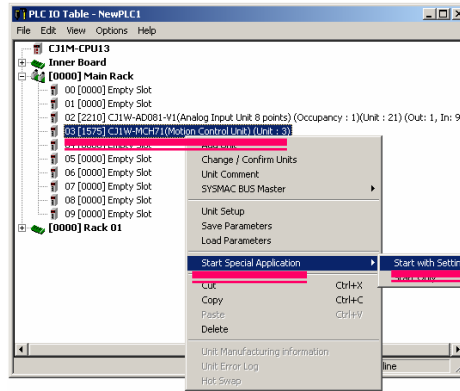 PLC IO Table - NewPLC1
File Edit View Options Help
CJ1M-CPU13
Inner Board
[0000] Main Rack
00 [0000] Empty Slot
01 [0000] Empty Slot
02 [2210] CJ1W-AD081-V1(Analog Input Unit 8 points) (Occupancy : 1)(Unit : 21) (Out: 1, In: 9
03 [1575] CJ1W-MCH71(Motion Control Unit) (Unit : 3)
05 [0000] Empty Slot
06 [0000] Empty Slot
07 [0000] Empty Slot
08 [0000] Empty Slot
09 [0000] Empty Slot
[0000] Rack 01
Change / Confirm Units
Unit Comment
SYSMAC BUS Master
Unit Setup
Save Parameters
Load Parameters
Start Special Application
Start with Settin
Cut Ctrl+X
Copy Ctrl+C
Paste Ctrl+V
Delete
Unit Manufacturing information
Unit Error Log
Hot Swap
line